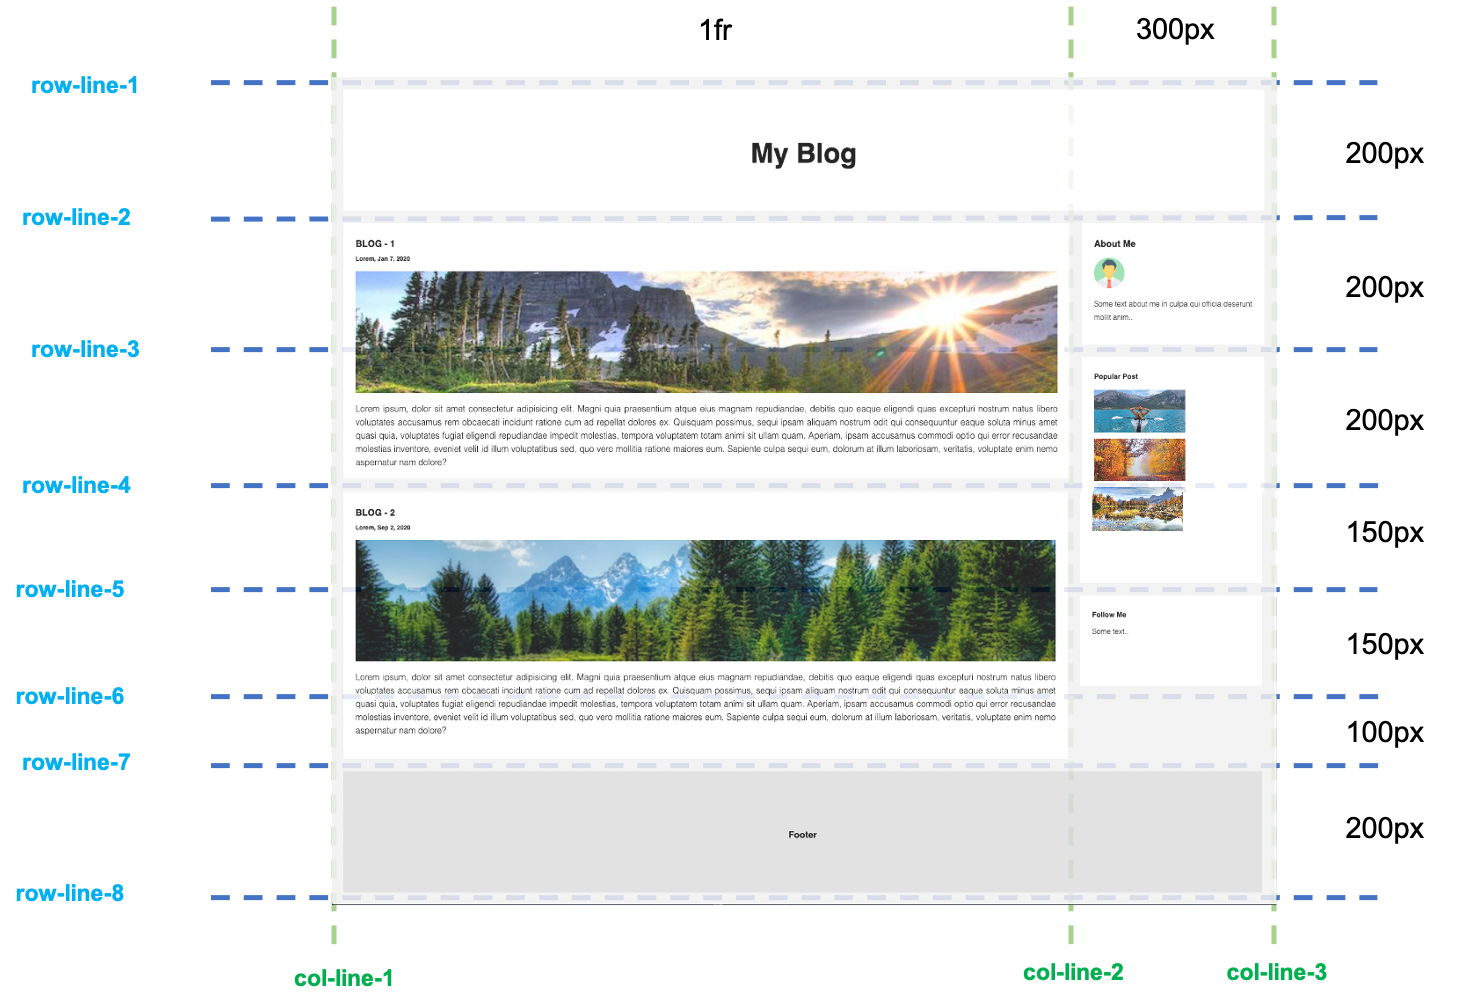 1fr
300px
row-line-1
My Blog
200px
row-line-2
BLOG - 1
Lorem, Jan 7, 2020
About Me
Some text about me in culpa qui officia deserunt
mollit anim..
200px
row-line-3
Lorem ipsum, dolor sit amet consectetur adipisicing elit. Magni quia praesentium atque eius magnam repudiandae, debitis quo eaque eligendi quas excepturi nostrum natus libero
voluptates accusamus rem obcaecati incidunt ratione cum ad repellat dolores ex. Quisquam possimus, sequi ipsam aliquam nostrum odit qui consequuntur eaque soluta minus amet
quasi quia, voluptates fugiat eligendi repudiandae impedit molestias, tempora voluptatem totam animi sit ullam quam. Aperiam, ipsam accusamus commodi optio qui error recusandae
molestias inventore, eveniet velit id illum voluptatibus sed, quo vero mollitia ratione maiores eum. Sapiente culpa sequi eum, dolorum at illum laboriosam, veritatis, voluptate enim nemo
aspernatur nam dolore?
Popular Post
200px
row-line-4
BLOG - 2
Lorem, Sep 2, 2020
150px
row-line-5
Follow Me
Some text..
150px
Lorem ipsum, dolor sit amet consectetur adipisicing elit. Magni quia praesentium atque eius magnam repudiandae, debitis quo eaque eligendi quas excepturi nostrum natus libero
voluptates accusamus rem obcaecati incidunt ratione cum ad repellat dolores ex. Quisquam possimus, sequi ipsam aliquam nostrum odit qui consequuntur eaque soluta minus amet
quasi quia, voluptates fugiat eligendi repudiandae impedit molestias, tempora voluptatem totam animi sit ullam quam. Aperiam, ipsam accusamus commodi optio qui error recusandae
molestias inventore, eveniet velit id illum voluptatibus sed, quo vero mollitia ratione maiores eum. Sapiente culpa sequi eum, dolorum at illum laboriosam, veritatis, voluptate enim nemo
aspernatur nam dolore?
row-line-6
100px
row-line-7
Footer
200px
row-line-8
col-line-1
col-line-2
col-line-3